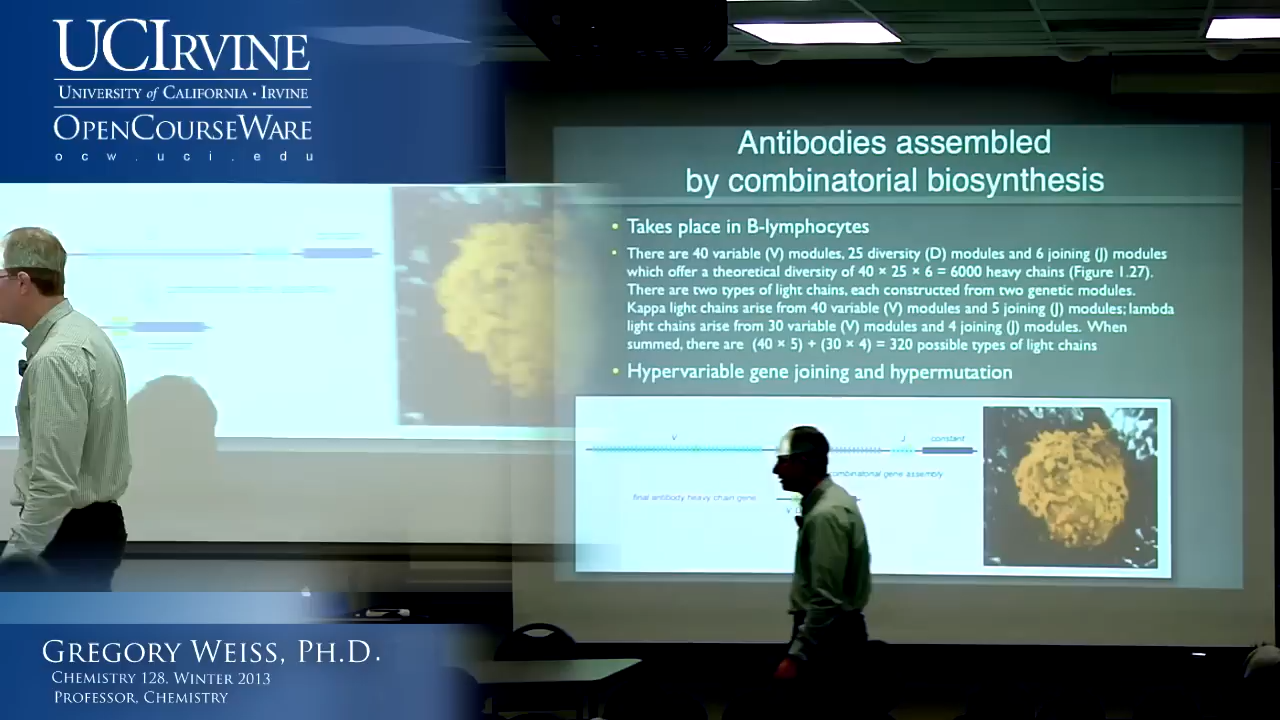 UCIRVINE
UNIVERSITY of CALIFORNIA • IRVINE
OPENCOURSEWARE
ocw.uci.edu
Antibodies assembled
by combinatorial biosynthesis
• Takes place in B-lymphocytes
• There are 40 variable (V) modules, 25 diversity (D) modules and 6 joining (J) modules
which offer a theoretical diversity of 40 × 25 × 6 = 6000 heavy chains (Figure 1.27).
There are two types of light chains, each constructed from two genetic modules.
Kappa light chains arise from 40 variable (V) modules and 5 joining (J) modules; lambda
light chains arise from 30 variable (V) modules and 4 joining (J) modules. When
summed, there are (40 × 5) + (30 × 4) = 320 possible types of light chains
• Hypervariable gene joining and hypermutation
V J constant
combinatorial gene assembly
final antibody heavy chain gene
V
GREGORY WEISS, PH.D.
CHEMISTRY 128. WINTER 2013
PROFESSOR, CHEMISTRY